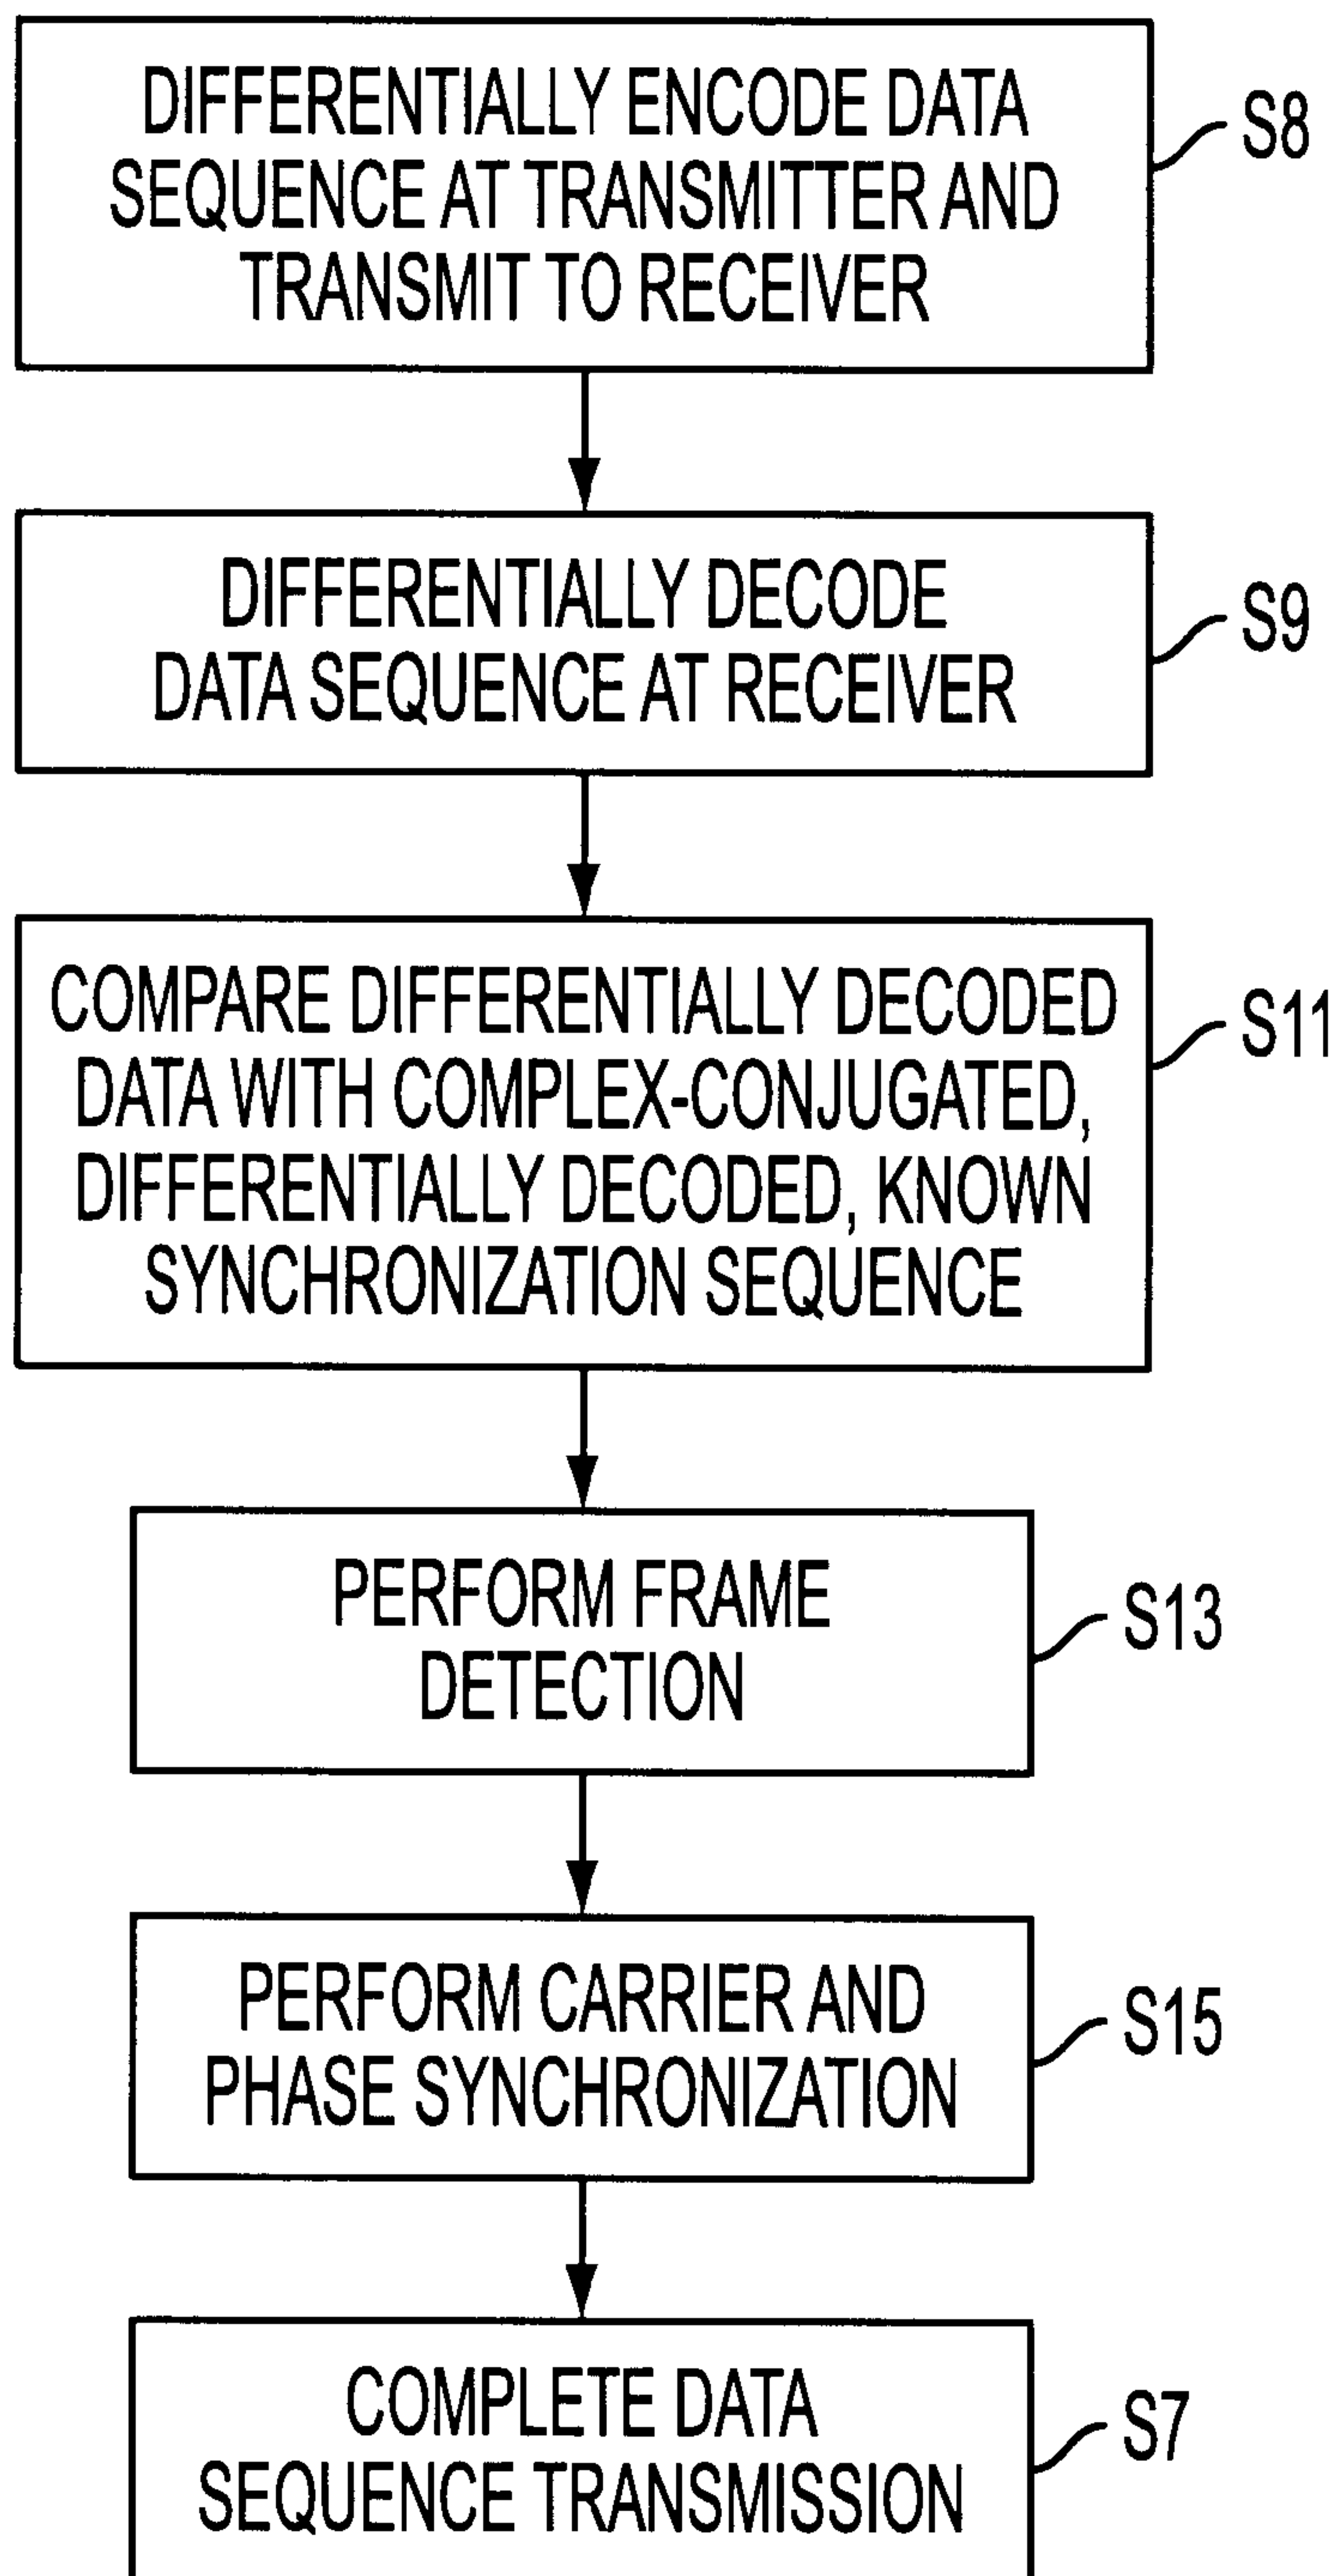 DIFFERENTIALLY ENCODE DATA
SEQUENCE AT TRANSMITTER AND
TRANSMIT TO RECEIVER
S8
DIFFERENTIALLY DECODE
DATA SEQUENCE AT RECEIVER
S9
COMPARE DIFFERENTIALLY DECODED
DATA WITH COMPLEX-CONJUGATED,
DIFFERENTIALLY DECODED, KNOWN
SYNCHRONIZATION SEQUENCE
S11
PERFORM FRAME
DETECTION
S13
PERFORM CARRIER AND
PHASE SYNCHRONIZATION
S15
COMPLETE DATA
SEQUENCE TRANSMISSION
S7